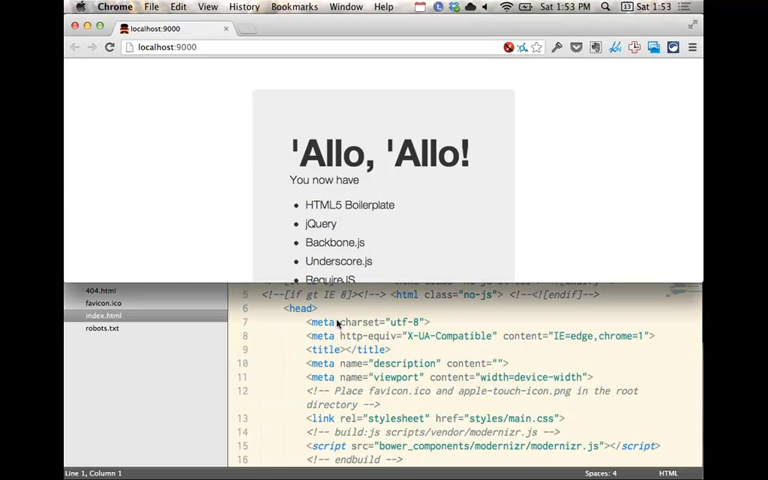 Chrome File Edit View History Bookmarks Window Help Sat 1:53 PM 13 Sat 1:53
localhost:9000
localhost:9000
'Allo, 'Allo!
You now have
HTML5 Boilerplate
jQuery
Backbone.js
Underscore.js
RequireJS
404.html
favicon.ico
index.html
robots.txt
5 <!--[if gt IE 8]><!--> <html class="no-js"> <!--<![endif]-->
6 <head>
7 <meta charset="utf-8">
8 <meta http-equiv="X-UA-Compatible" content="IE=edge,chrome=1">
9 <title></title>
10 <meta name="description" content="">
11 <meta name="viewport" content="width=device-width">
12 <!-- Place favicon.ico and apple-touch-icon.png in the root
directory -->
13 <link rel="stylesheet" href="styles/main.css">
14 <!-- build:js scripts/vendor/modernizr.js -->
15 <script src="bower_components/modernizr/modernizr.js"></script>
16 <!-- endbuild -->
Line 1, Column 1 Spaces: 4 HTML